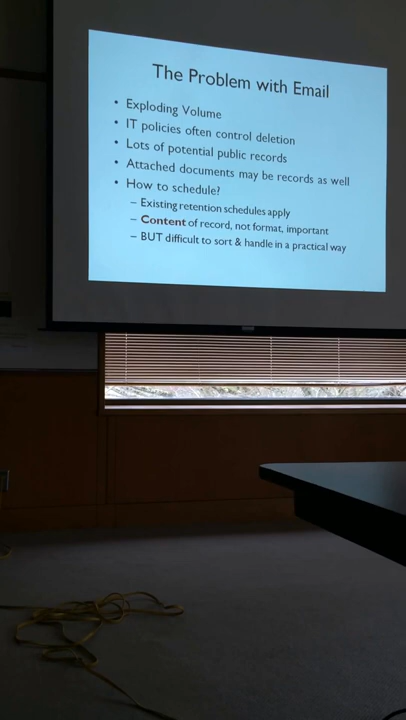 The Problem with Email
• Exploding Volume
• IT policies often control deletion
• Lots of potential public records
• Attached documents may be records as well
• How to schedule?
– Existing retention schedules apply
– Content of record, not format, important
– BUT difficult to sort & handle in a practical way